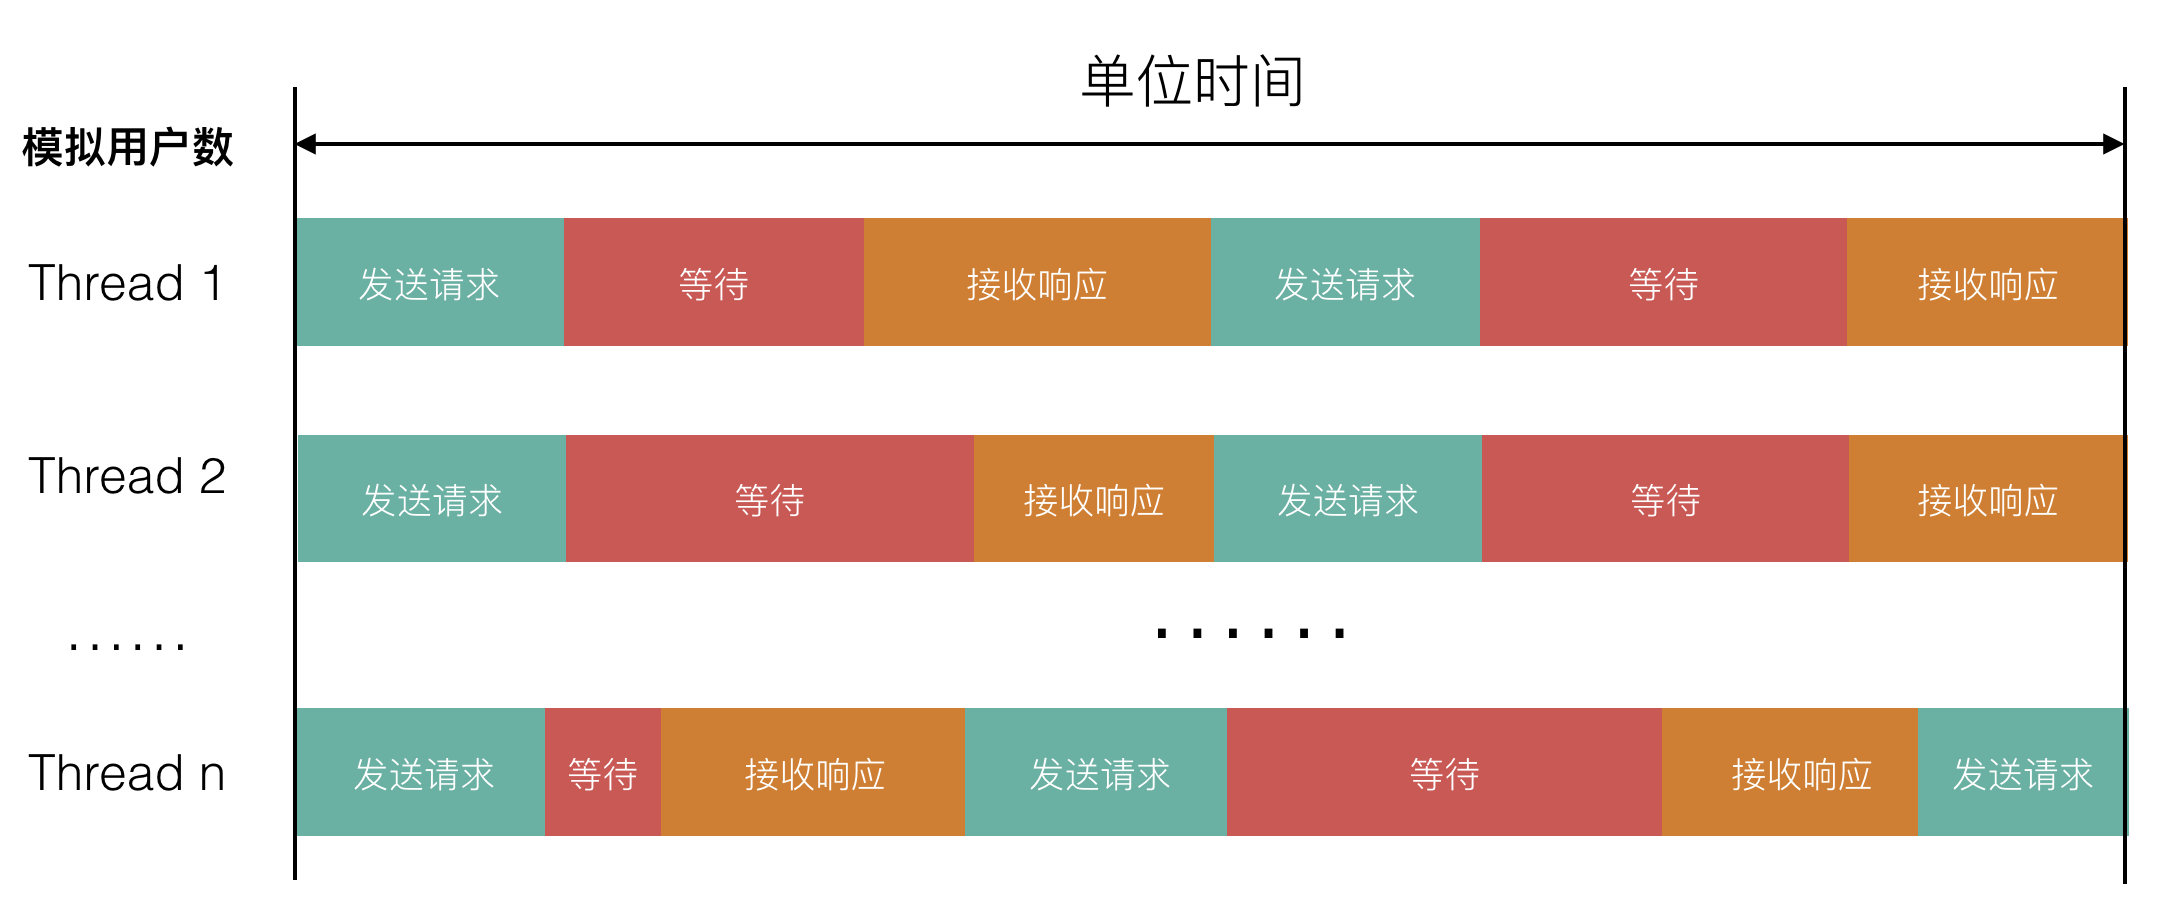 单位时间
模拟用户数
Thread 1
发送请求 等待 接收响应 发送请求 等待 接收响应
Thread 2
发送请求 等待 接收响应 发送请求 等待 接收响应
......
......
Thread n
发送请求 等待 接收响应 发送请求 等待 接收响应 发送请求